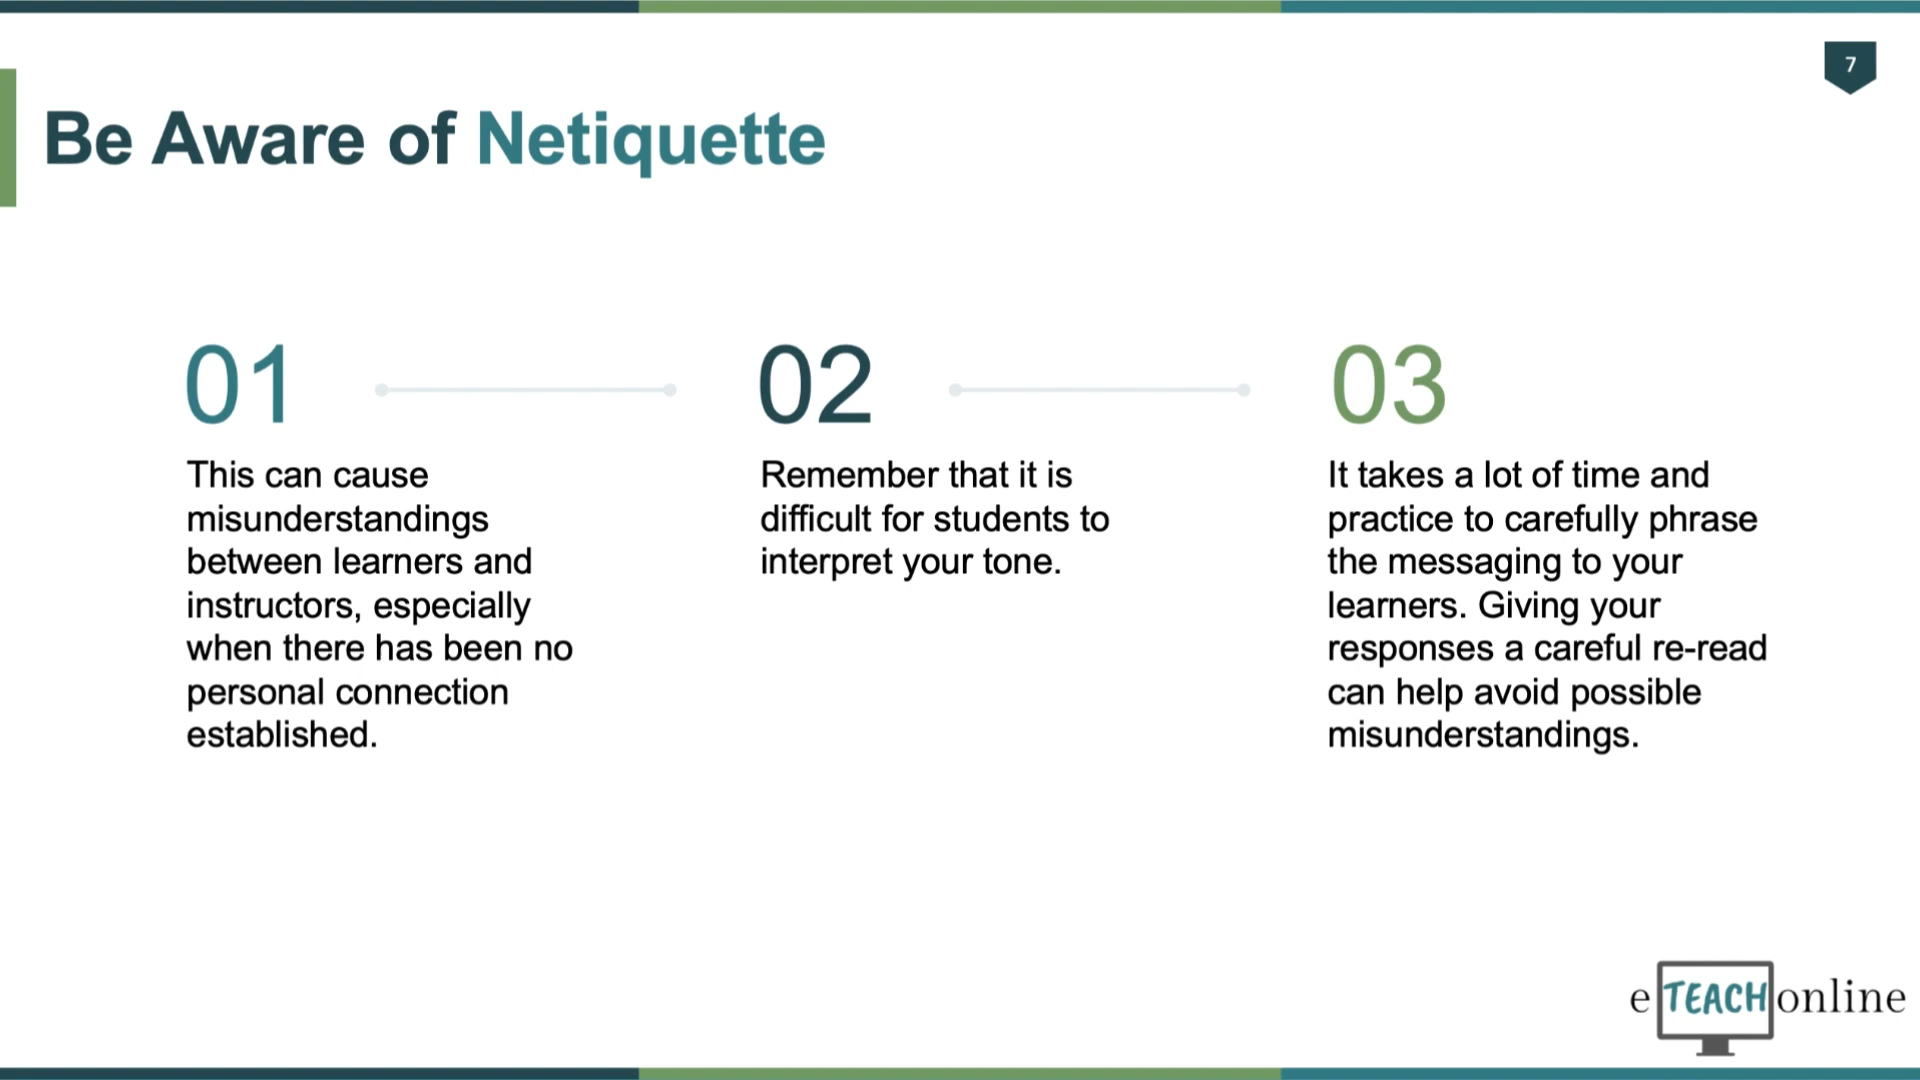 7
Be Aware of Netiquette
01
This can cause
misunderstandings
between learners and
instructors, especially
when there has been no
personal connection
established.
02
Remember that it is
difficult for students to
interpret your tone.
03
It takes a lot of time and
practice to carefully phrase
the messaging to your
learners. Giving your
responses a careful re-read
can help avoid possible
misunderstandings.
e TEACH online